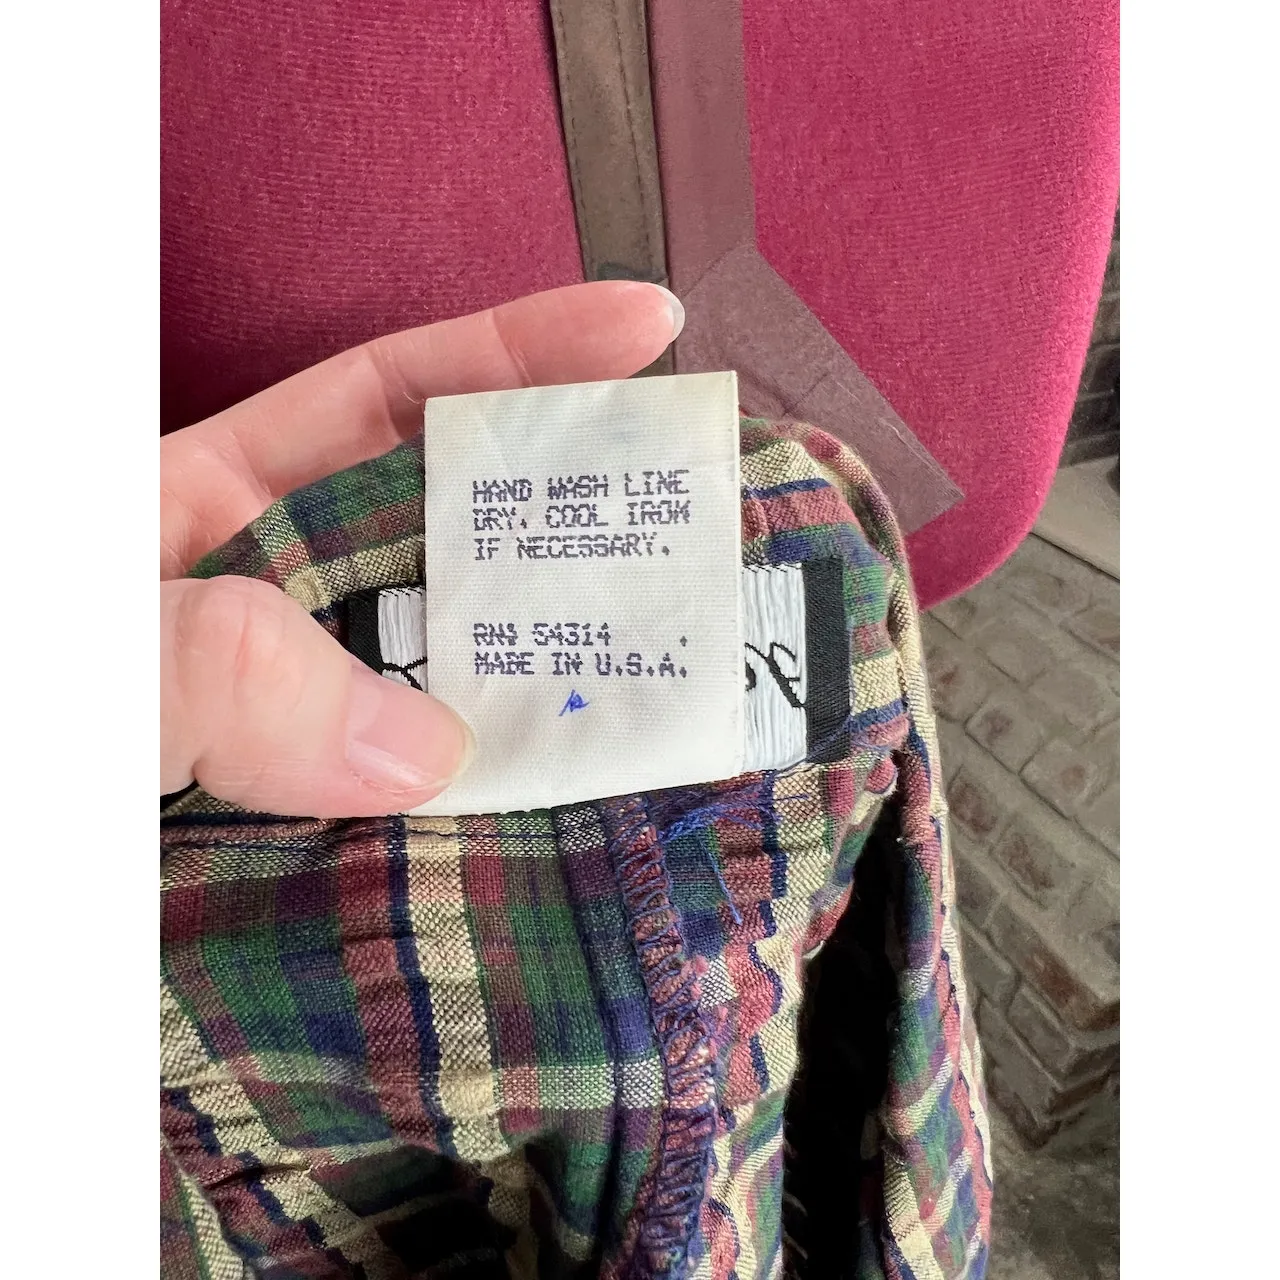 HAND WASH LINE
DRY. COOL IRON
IF NECESSARY.
RN# 54314
MADE IN U.S.A.